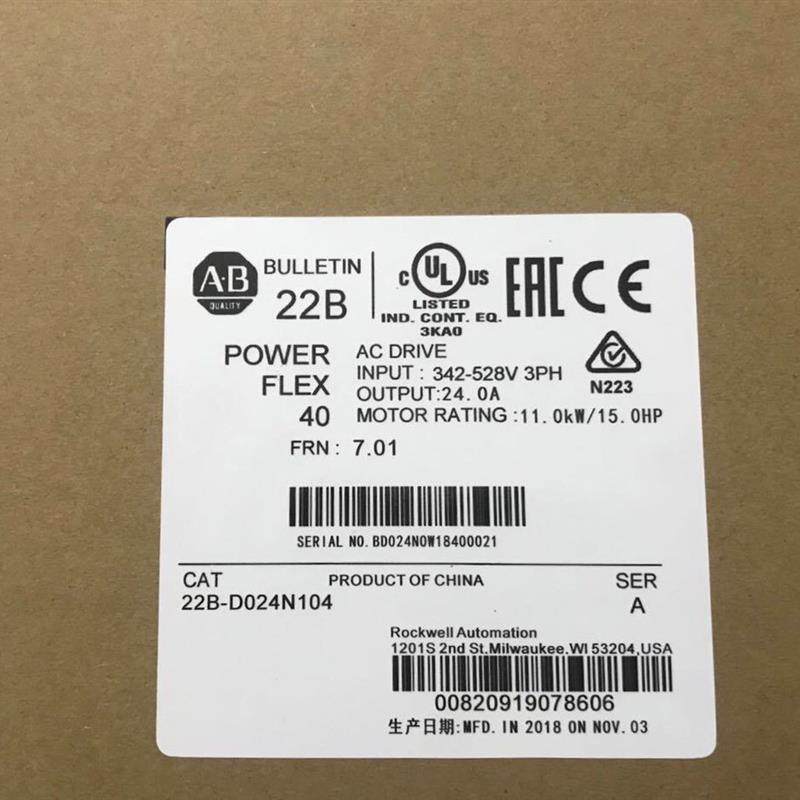 A·B
QUALITY
BULLETIN
22B
C UL US
LISTED
IND. CONT. EQ.
3KA0
EAC CE
N223
POWER
FLEX
40
AC DRIVE
INPUT : 342-528V 3PH
OUTPUT:24.0A
MOTOR RATING :11.0kW/15.0HP
FRN : 7.01
SERIAL NO. BD024N0W18400021
CAT
22B-D024N104
PRODUCT OF CHINA
SER
A
Rockwell Automation
1201S 2nd St.Milwaukee.WI 53204,USA
00820919078606
生产日期:MFD. IN 2018 ON NOV. 03